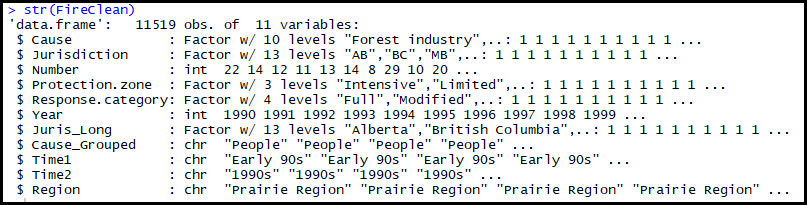 > str(FireClean)
'data.frame':   11519 obs. of  11 variables:
 $ Cause            : Factor w/ 10 levels "Forest industry",..: 1 1 1 1 1 1 1 1 1 1 ...
 $ Jurisdiction     : Factor w/ 13 levels "AB","BC","MB",..: 1 1 1 1 1 1 1 1 1 1 ...
 $ Number           : int  22 14 12 11 13 14 8 29 10 20 ...
 $ Protection.zone  : Factor w/ 3 levels "Intensive","Limited",..: 1 1 1 1 1 1 1 1 1 1 ...
 $ Response.category: Factor w/ 4 levels "Full","Modified",..: 1 1 1 1 1 1 1 1 1 1 ...
 $ Year             : int  1990 1991 1992 1993 1994 1995 1996 1997 1998 1999 ...
 $ Juris_Long       : Factor w/ 13 levels "Alberta","British Columbia",..: 1 1 1 1 1 1 1 1 1 1 ...
 $ Cause_Grouped    : chr  "People" "People" "People" "People" ...
 $ Time1            : chr  "Early 90s" "Early 90s" "Early 90s" "Early 90s" ...
 $ Time2            : chr  "1990s" "1990s" "1990s" "1990s" ...
 $ Region           : chr  "Prairie Region" "Prairie Region" "Prairie Region" "Prairie Region" ...